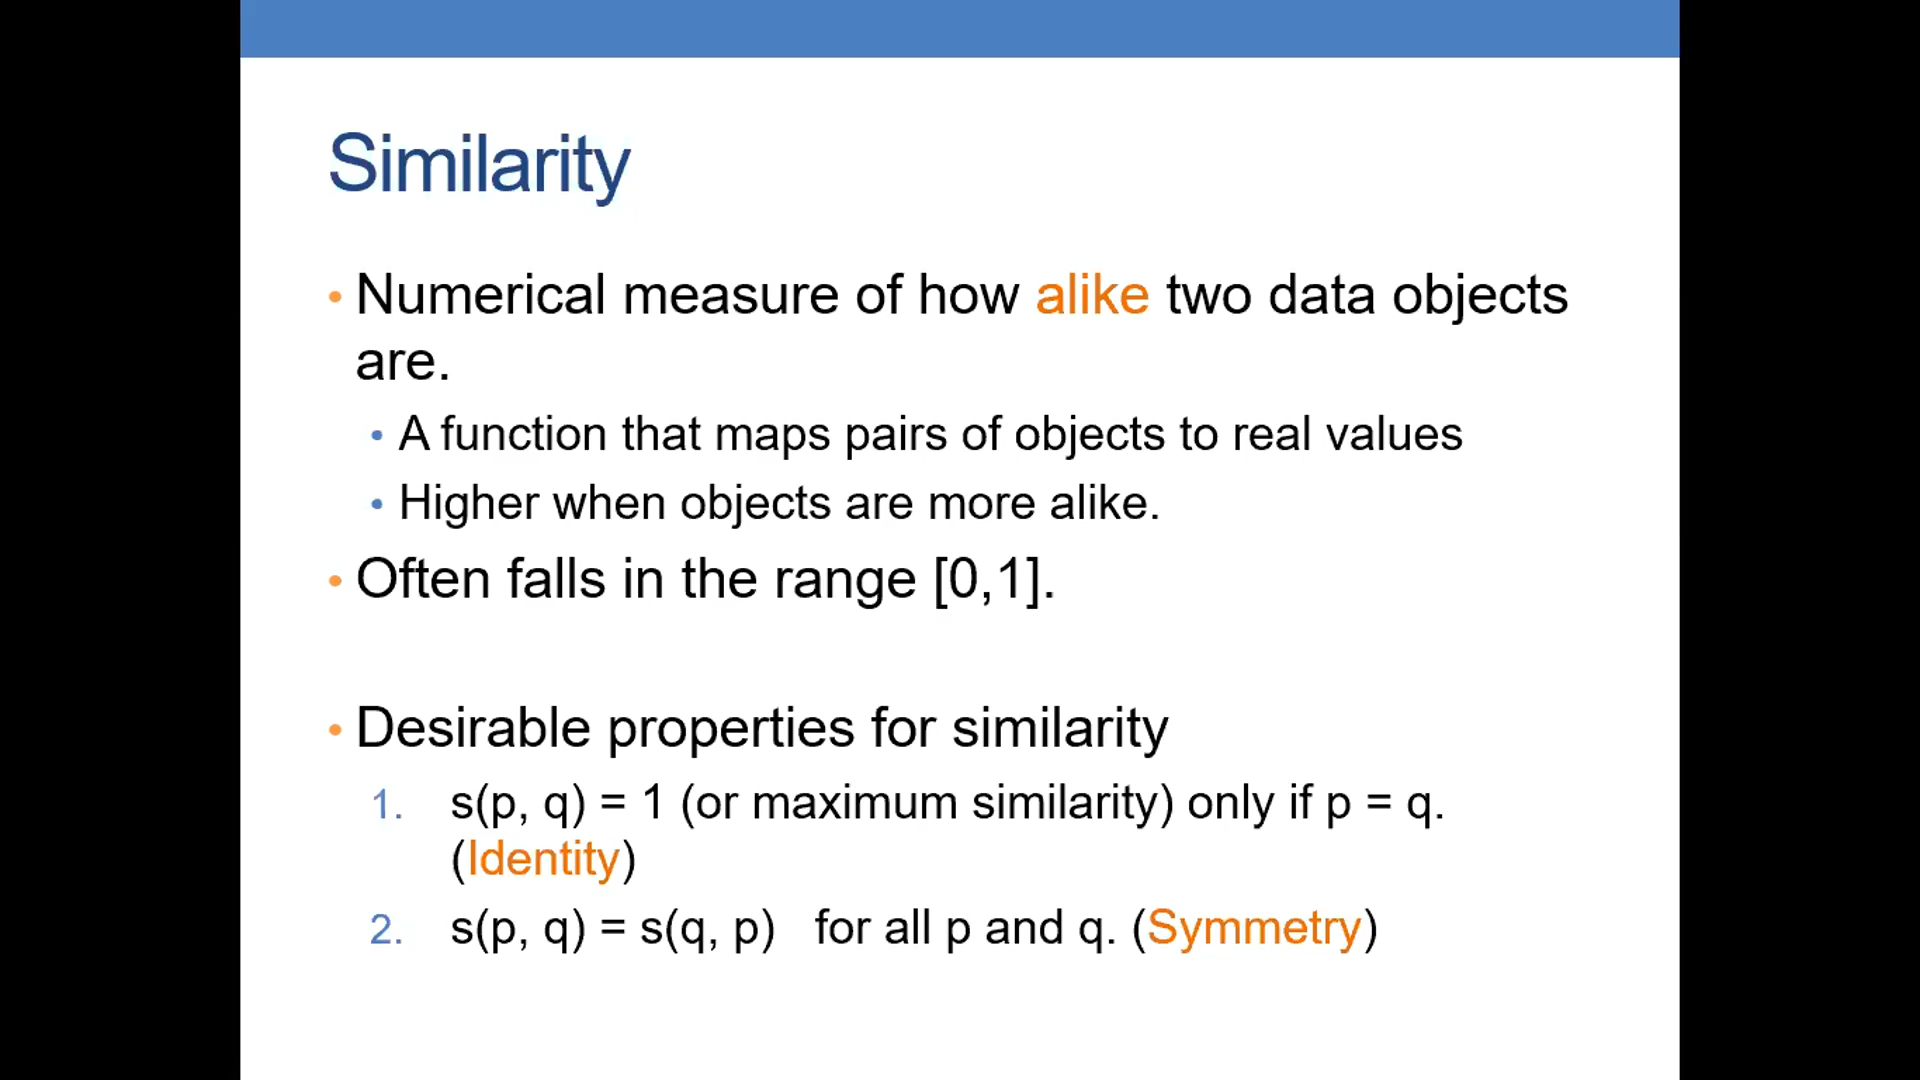 Similarity
• Numerical measure of how alike two data objects
are.
• A function that maps pairs of objects to real values
• Higher when objects are more alike.
• Often falls in the range [0,1].
• Desirable properties for similarity
1. s(p, q) = 1 (or maximum similarity) only if p = q.
(Identity)
2. s(p, q) = s(q, p) for all p and q. (Symmetry)